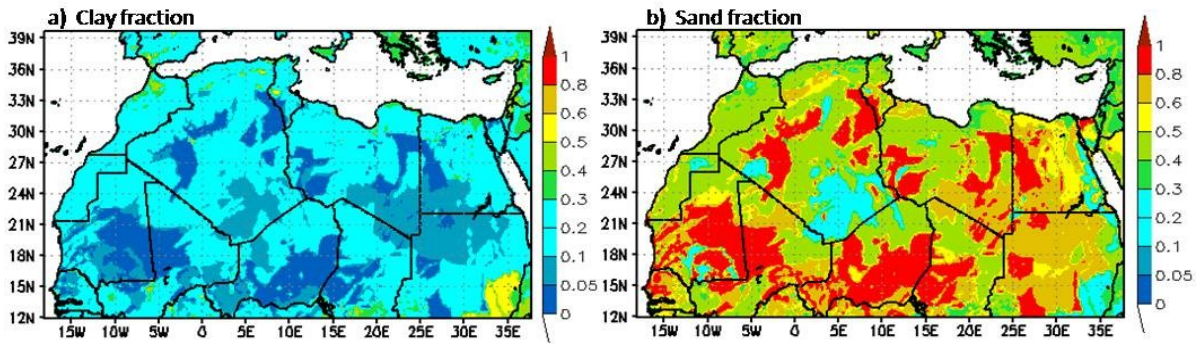 a) Clay fraction
39N
36N
33N
30N
27N
24N
21N
18N
15N
12N
15W 10W 5W 0 5E 10E 15E 20E 25E 30E 35E
1
0.8
0.6
0.5
0.4
0.3
0.2
0.1
0.05
0
b) Sand fraction
39N
36N
33N
30N
27N
24N
21N
18N
15N
12N
15W 10W 5W 0 5E 10E 15E 20E 25E 30E 35E
1
0.8
0.6
0.5
0.4
0.3
0.2
0.1
0.05
0